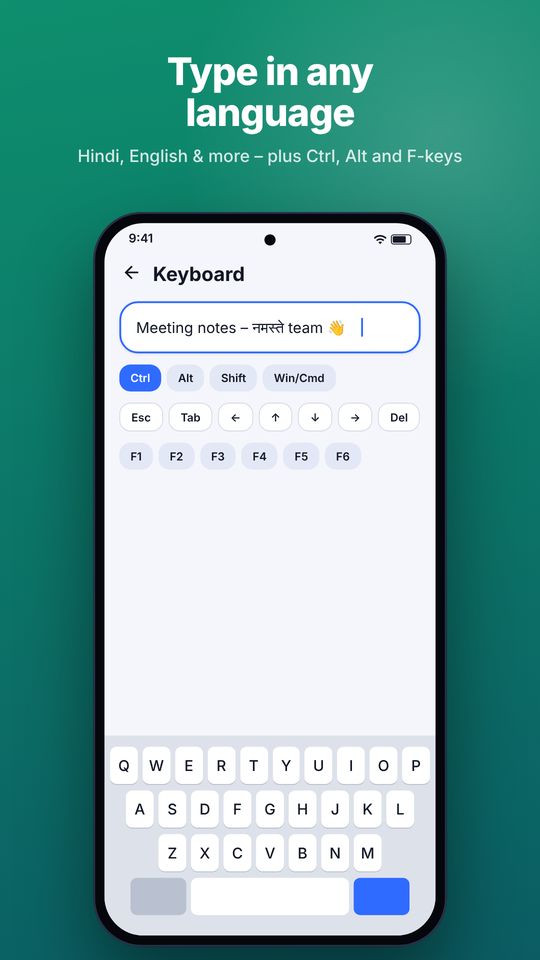 Type in any
language
Hindi, English & more – plus Ctrl, Alt and F-keys
9:41
← Keyboard
Meeting notes – नमस्ते team 👋
Ctrl Alt Shift Win/Cmd
Esc Tab ← ↑ ↓ → Del
F1 F2 F3 F4 F5 F6
Q W E R T Y U I O P
A S D F G H J K L
Z X C V B N M